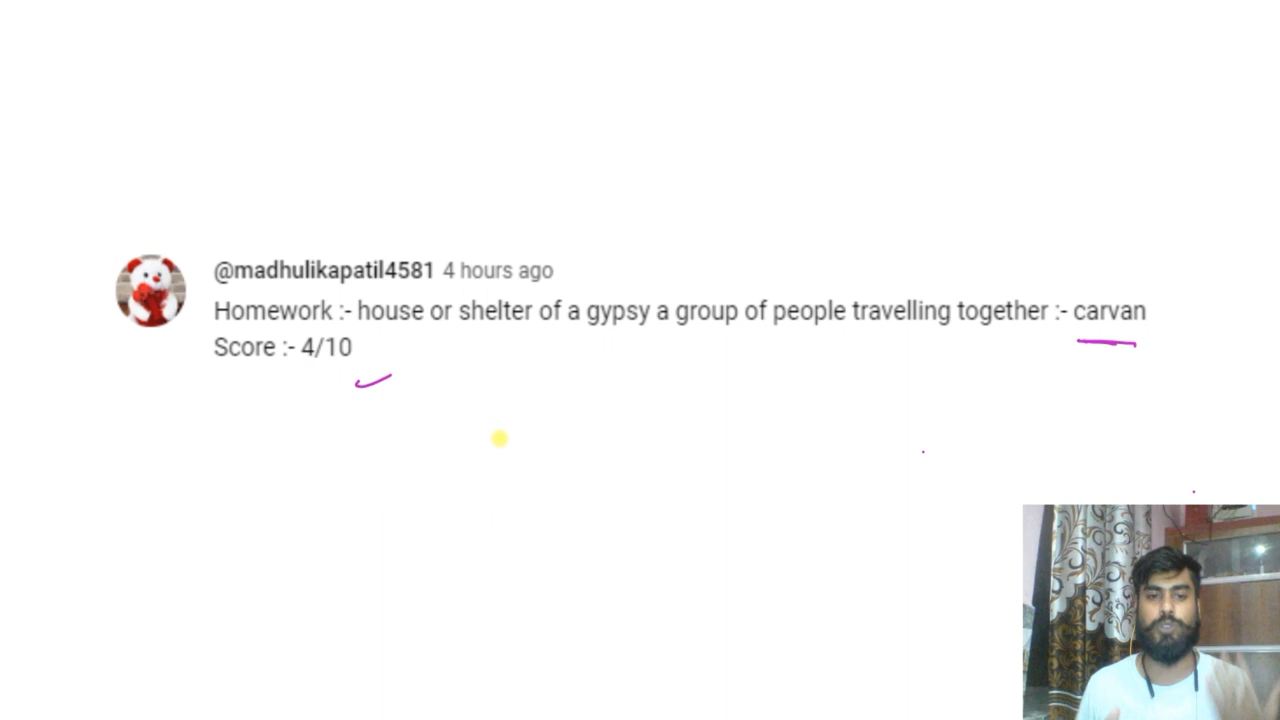 @madhulikapatil4581 4 hours ago
Homework :- house or shelter of a gypsy a group of people travelling together :- carvan
Score :- 4/10